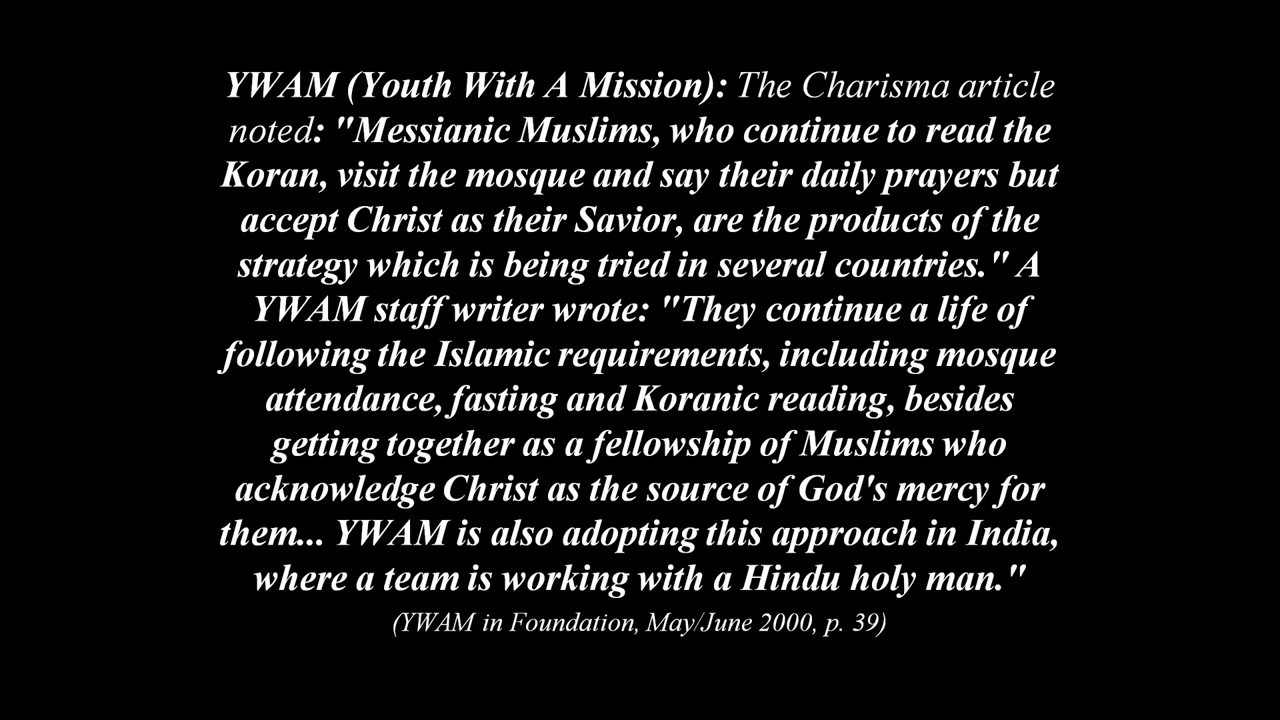 YWAM (Youth With A Mission): The Charisma article
noted: "Messianic Muslims, who continue to read the
Koran, visit the mosque and say their daily prayers but
accept Christ as their Savior, are the products of the
strategy which is being tried in several countries." A
YWAM staff writer wrote: "They continue a life of
following the Islamic requirements, including mosque
attendance, fasting and Koranic reading, besides
getting together as a fellowship of Muslims who
acknowledge Christ as the source of God's mercy for
them... YWAM is also adopting this approach in India,
where a team is working with a Hindu holy man."
(YWAM in Foundation, May/June 2000, p. 39)